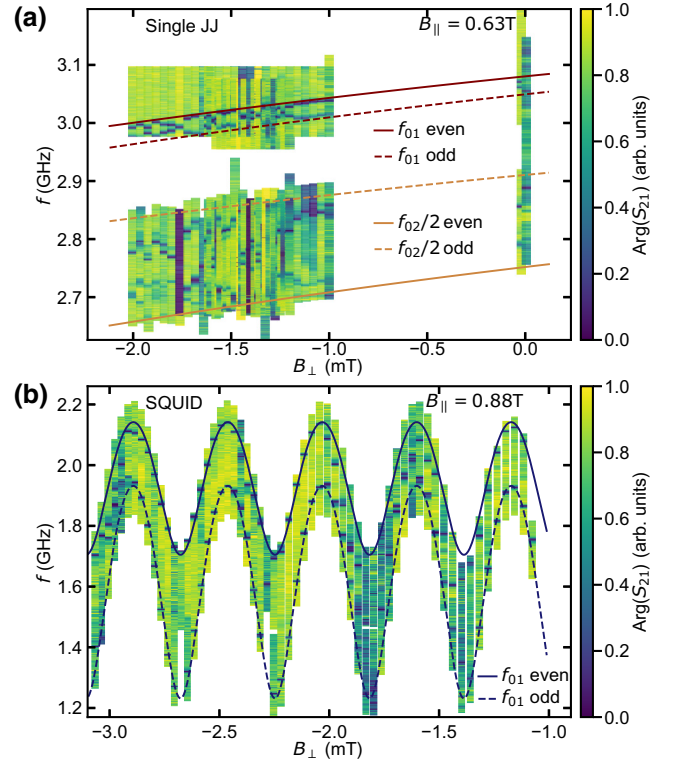 (a)
Single JJ
B∥ = 0.63T
3.1
3.0
2.9
2.8
2.7
f (GHz)
f01 even
f01 odd
f02/2 even
f02/2 odd
−2.0 −1.5 −1.0 −0.5 0.0
B⊥ (mT)
1.0
0.8
0.6
0.4
0.2
0.0
Arg(S21) (arb. units)
(b)
SQUID
B∥ = 0.88T
2.2
2.0
1.8
1.6
1.4
1.2
f (GHz)
f01 even
f01 odd
−3.0 −2.5 −2.0 −1.5 −1.0
B⊥ (mT)
1.0
0.8
0.6
0.4
0.2
0.0
Arg(S21) (arb. units)